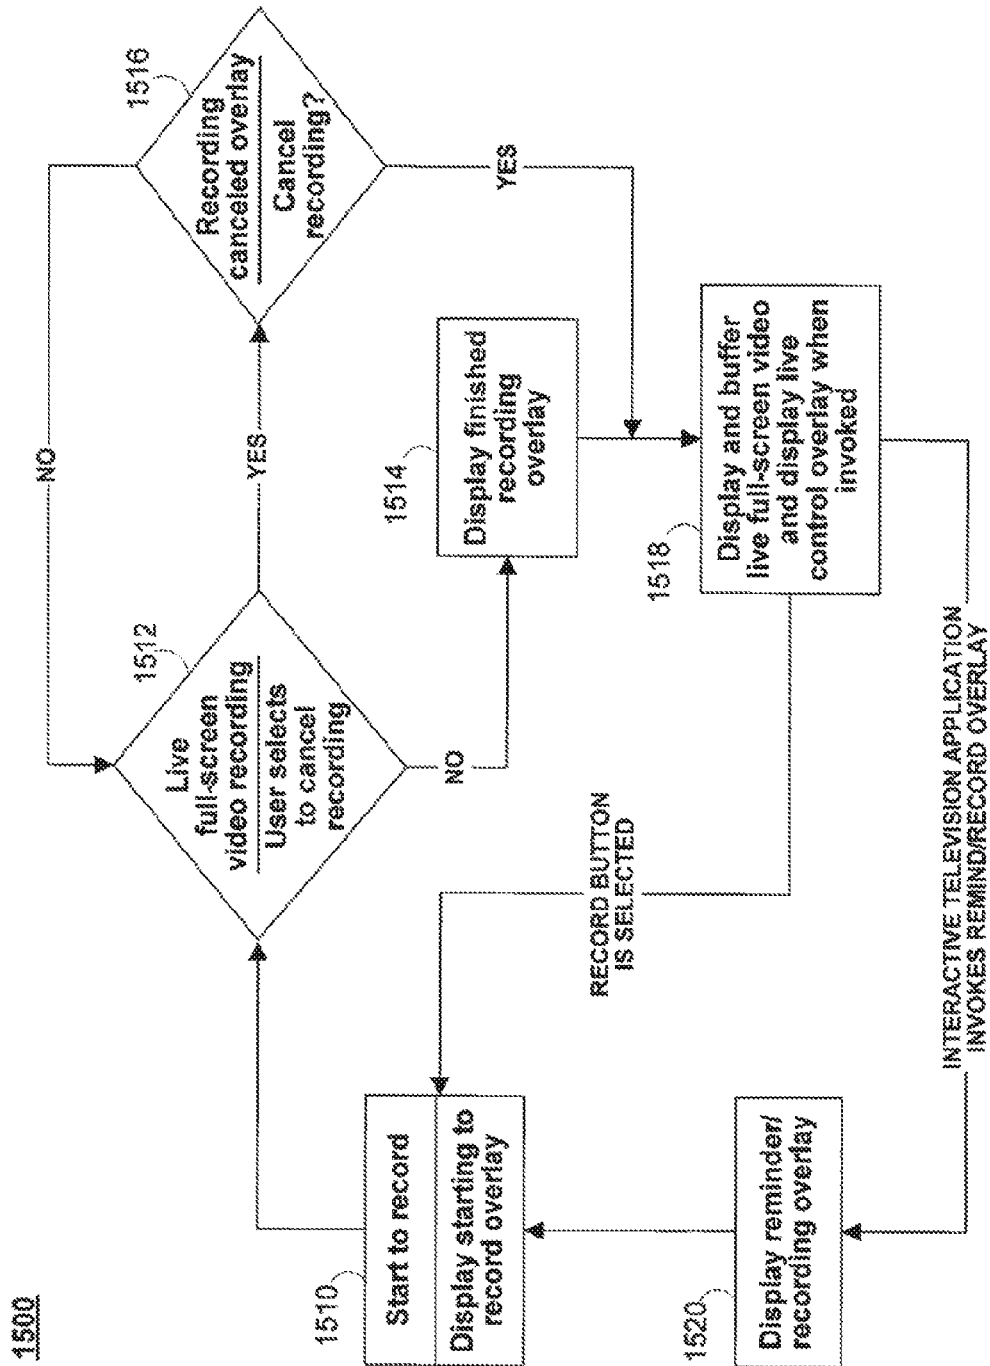 1500
1510
Start to record
Display starting to
record overlay
1512
Live
full-screen
video recording
User selects
to cancel
recording
NO
YES
1516
Recording
canceled overlay
Cancel
recording?
NO
YES
1514
Display finished
recording
overlay
1518
Display and buffer
live full-screen video
and display live
control overlay when
invoked
RECORD BUTTON
IS SELECTED
1520
Display reminder/
recording overlay
INTERACTIVE TELEVISION APPLICATION
INVOKES REMIND/RECORD OVERLAY